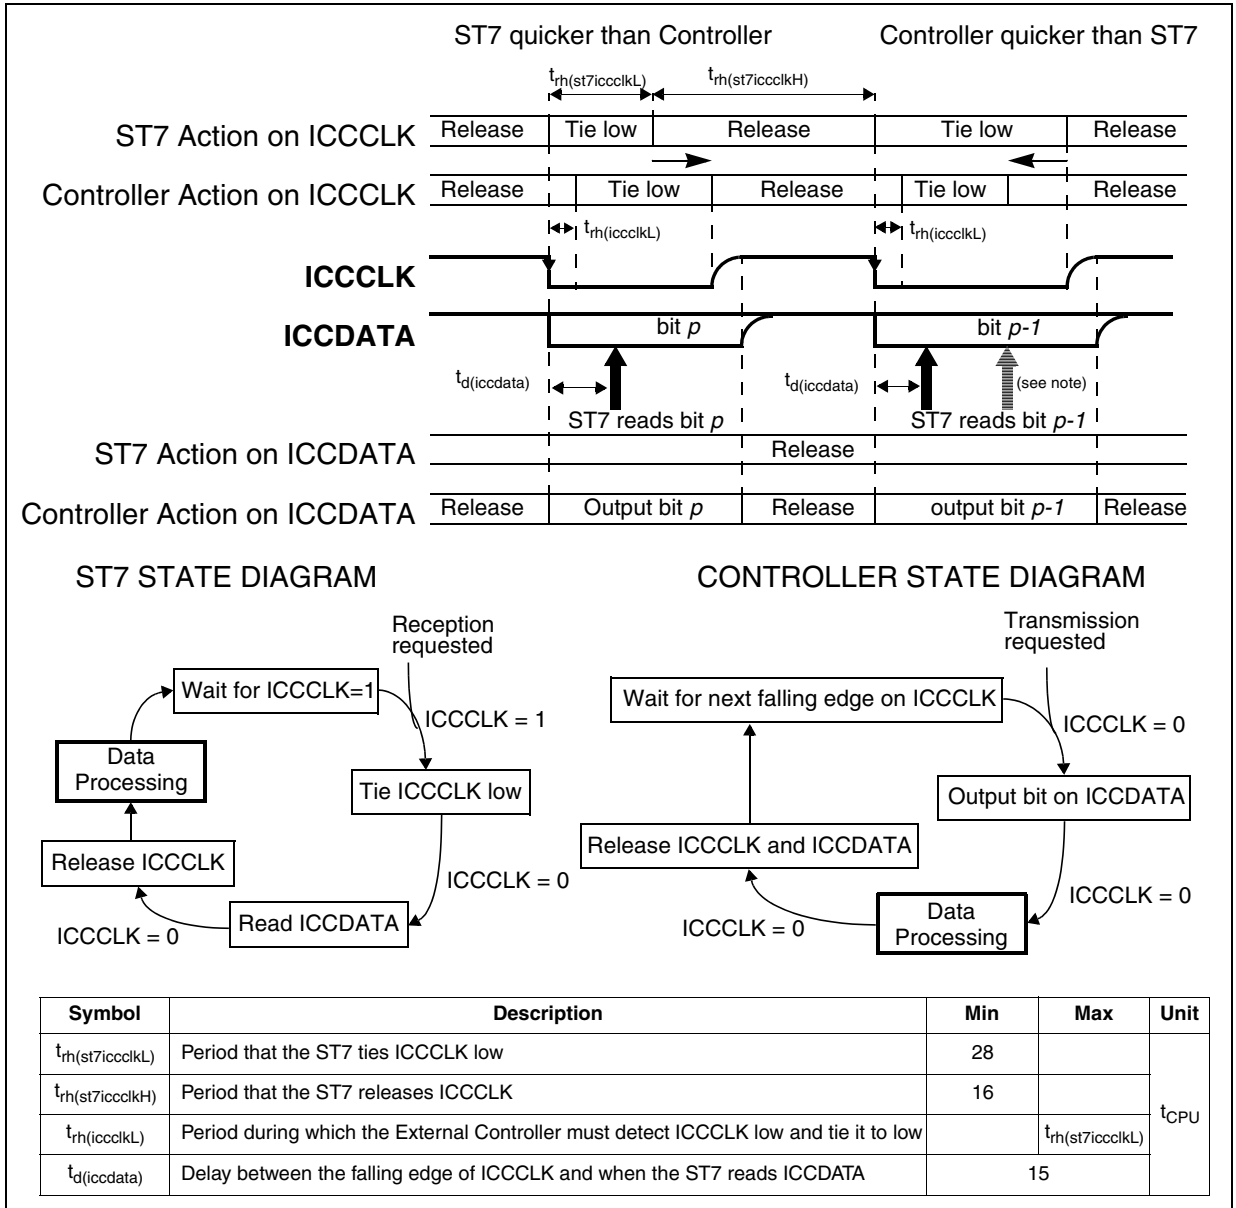 ST7 quicker than Controller
Controller quicker than ST7
trh(st7iccclkL)
trh(st7iccclkH)
ST7 Action on ICCCLK
Release
Tie low
Release
Tie low
Release
Controller Action on ICCCLK
Release
Tie low
Release
Tie low
Release
trh(iccclkL)
trh(iccclkL)
ICCCLK
ICCDATA
bit p
bit p-1
td(iccdata)
td(iccdata)
(see note)
ST7 reads bit p
ST7 reads bit p-1
ST7 Action on ICCDATA
Release
Controller Action on ICCDATA
Release
Output bit p
Release
output bit p-1
Release
ST7 STATE DIAGRAM
Reception
requested
Wait for ICCCLK=1
ICCCLK = 1
Data
Processing
Tie ICCCLK low
Release ICCCLK
ICCCLK = 0
Read ICCDATA
ICCCLK = 0
CONTROLLER STATE DIAGRAM
Transmission
requested
Wait for next falling edge on ICCCLK
ICCCLK = 0
Output bit on ICCDATA
Release ICCCLK and ICCDATA
ICCCLK = 0
Data
Processing
ICCCLK = 0
Symbol Description Min Max Unit
trh(st7iccclkL) Period that the ST7 ties ICCCLK low 28
trh(st7iccclkH) Period that the ST7 releases ICCCLK 16
tCPU
trh(iccclkL) Period during which the External Controller must detect ICCCLK low and tie it to low trh(st7iccclkL)
td(iccdata) Delay between the falling edge of ICCCLK and when the ST7 reads ICCDATA 15